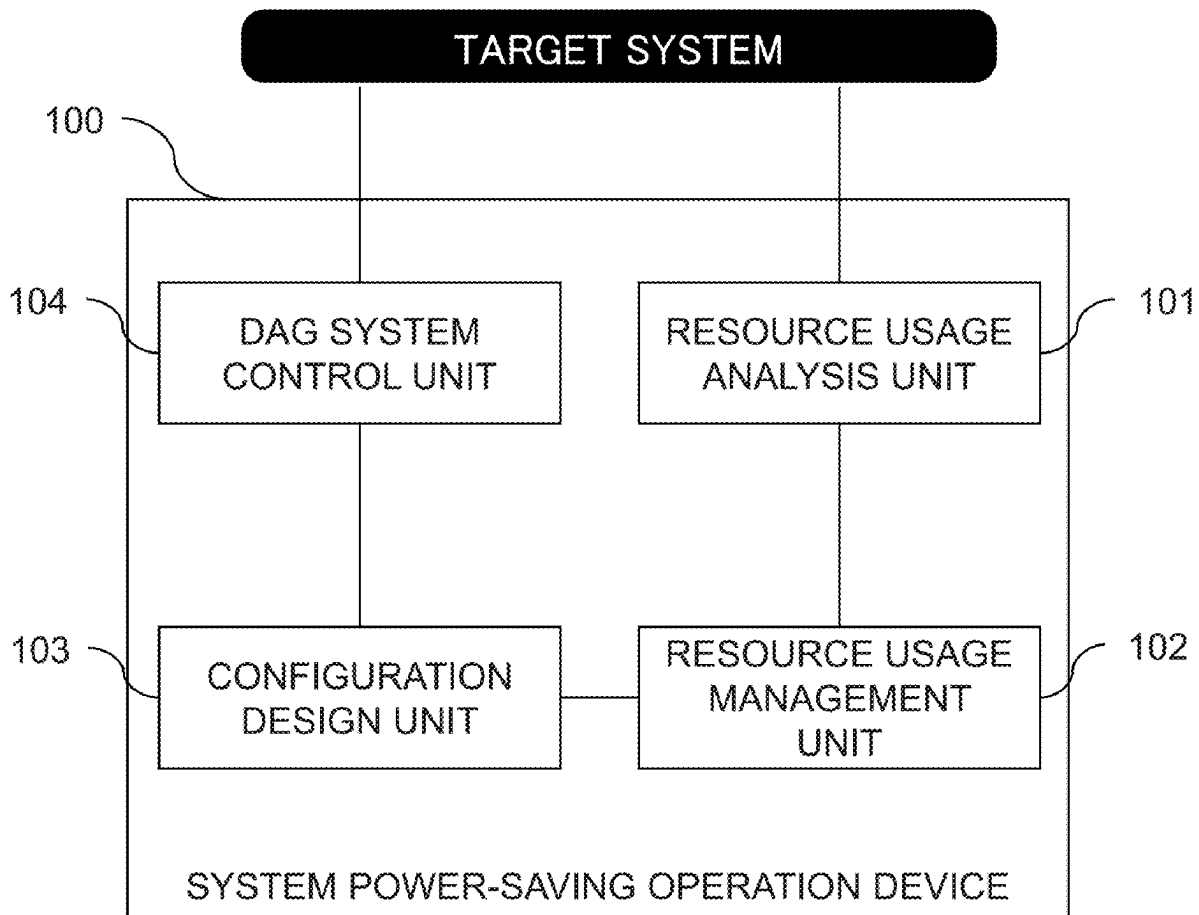 TARGET SYSTEM
100
104
DAG SYSTEM
CONTROL UNIT
RESOURCE USAGE
ANALYSIS UNIT
101
103
CONFIGURATION
DESIGN UNIT
RESOURCE USAGE
MANAGEMENT
UNIT
102
SYSTEM POWER-SAVING OPERATION DEVICE